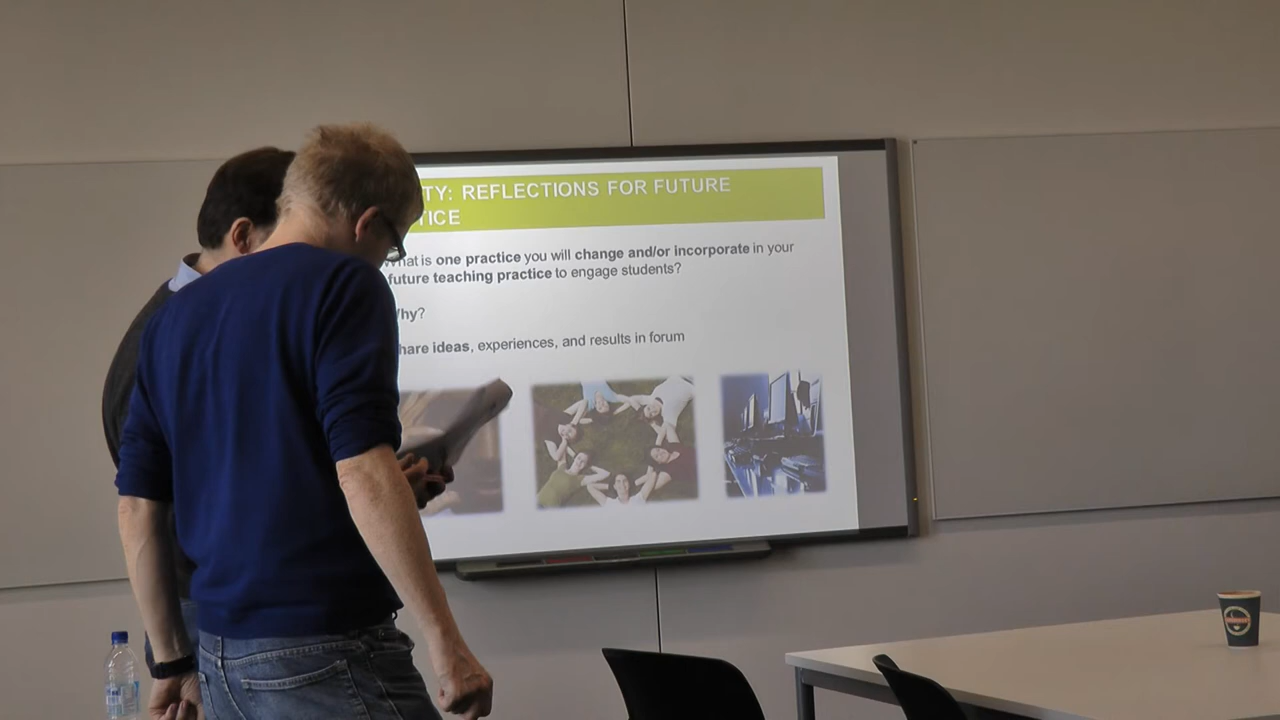 TY: REFLECTIONS FOR FUTURE
TICE
What is one practice you will change and/or incorporate in your
future teaching practice to engage students?
Why?
hare ideas, experiences, and results in forum